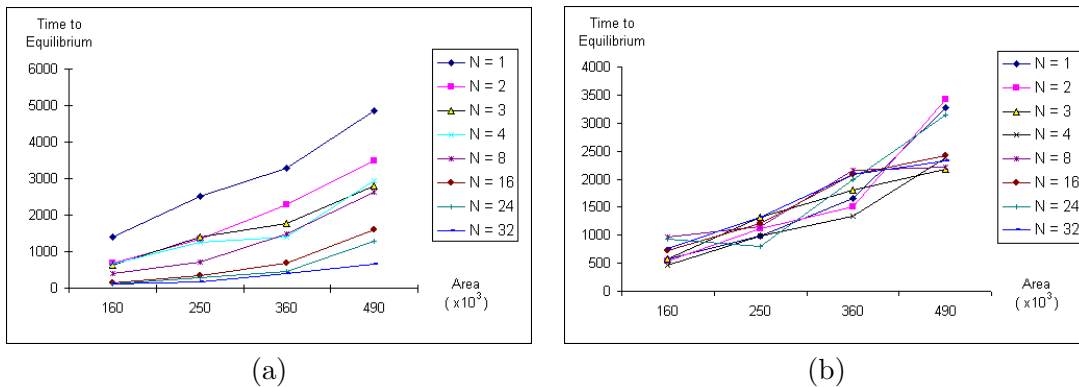 Time to
Equilibrium
6000
5000
4000
3000
2000
1000
0
160
250
360
490
Area
( x10³)
N = 1
N = 2
N = 3
N = 4
N = 8
N = 16
N = 24
N = 32
(a)
Time to
Equilibrium
4000
3500
3000
2500
2000
1500
1000
500
0
160
250
360
490
Area
( x10³)
N = 1
N = 2
N = 3
N = 4
N = 8
N = 16
N = 24
N = 32
(b)